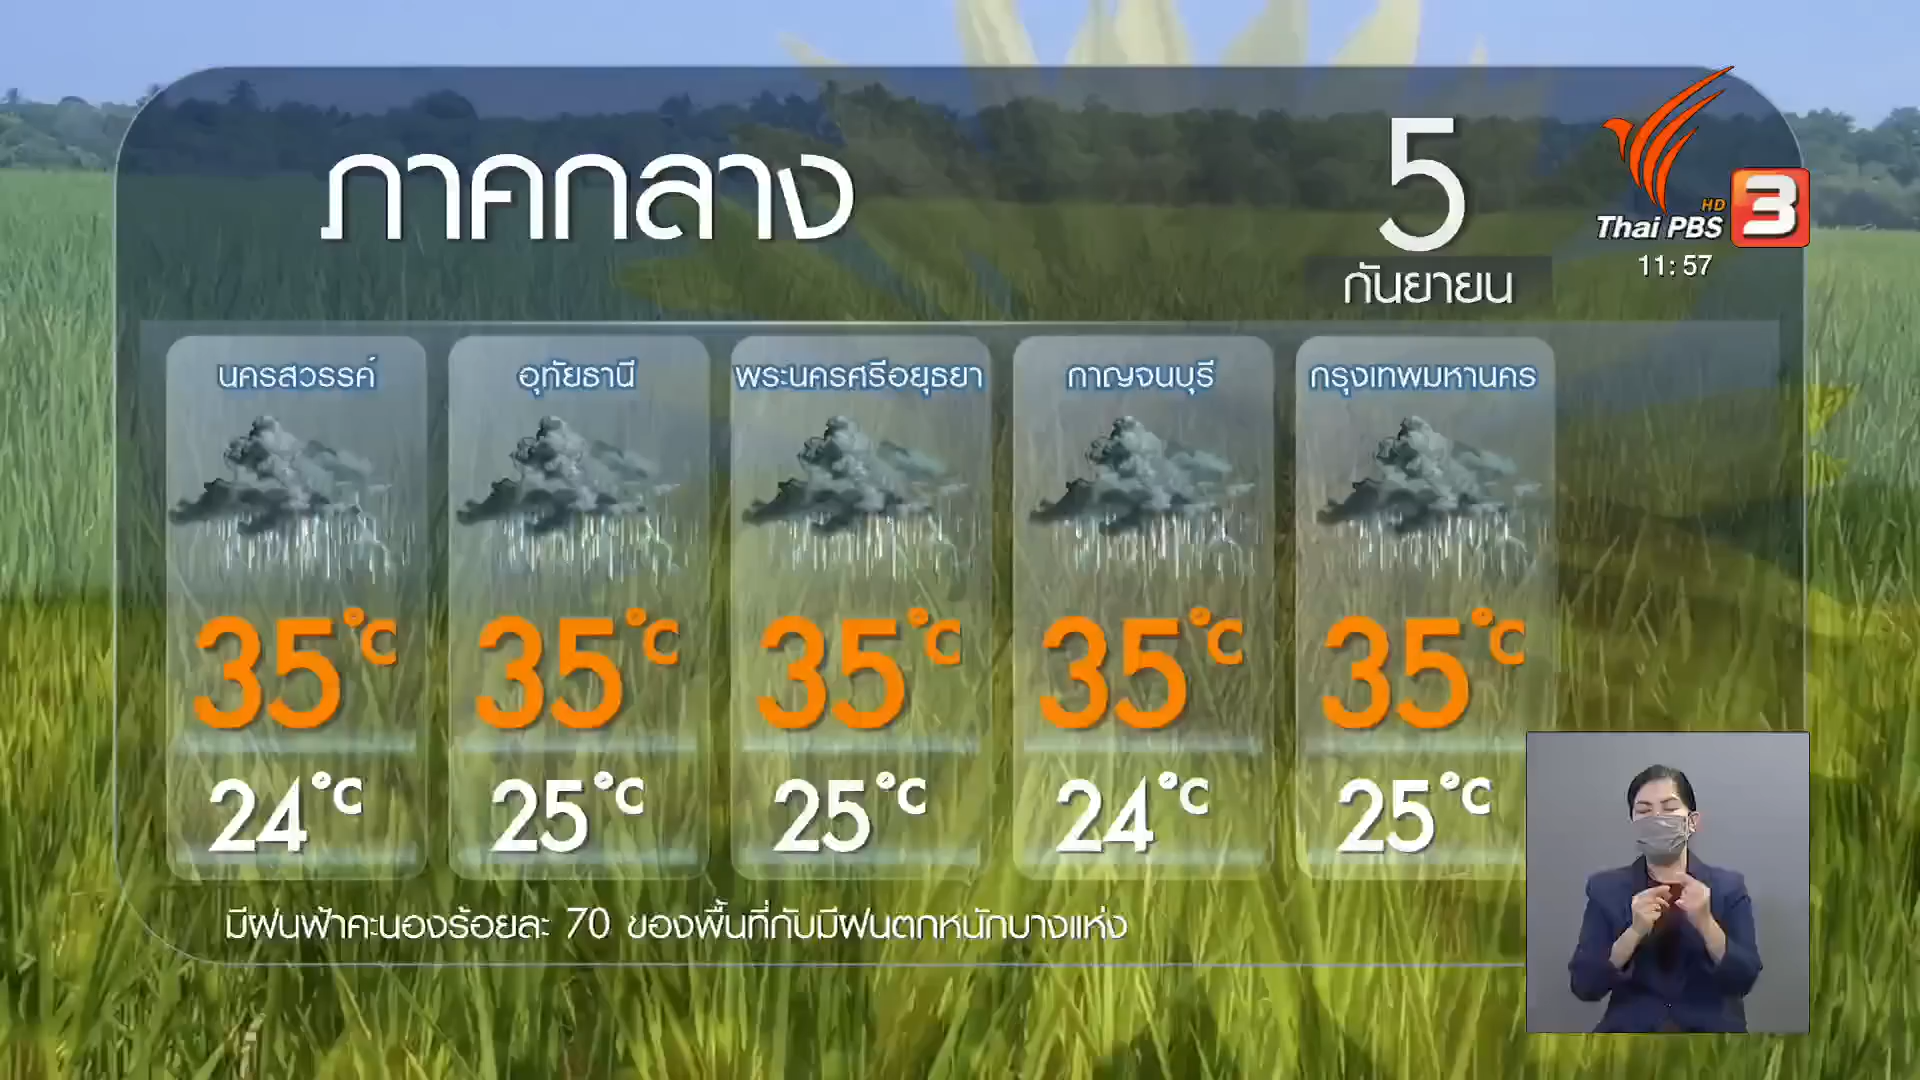 ภาคกลาง
5
กันยายน
HD
Thai PBS 3
11:57
นครสวรรค์ อุทัยธานี พระนครศรีอยุธยา กาญจนบุรี กรุงเทพมหานคร
35°C 35°C 35°C 35°C 35°C
24°C 25°C 25°C 24°C 25°C
มีฝนฟ้าคะนองร้อยละ 70 ของพื้นที่กับมีฝนตกหนักบางแห่ง